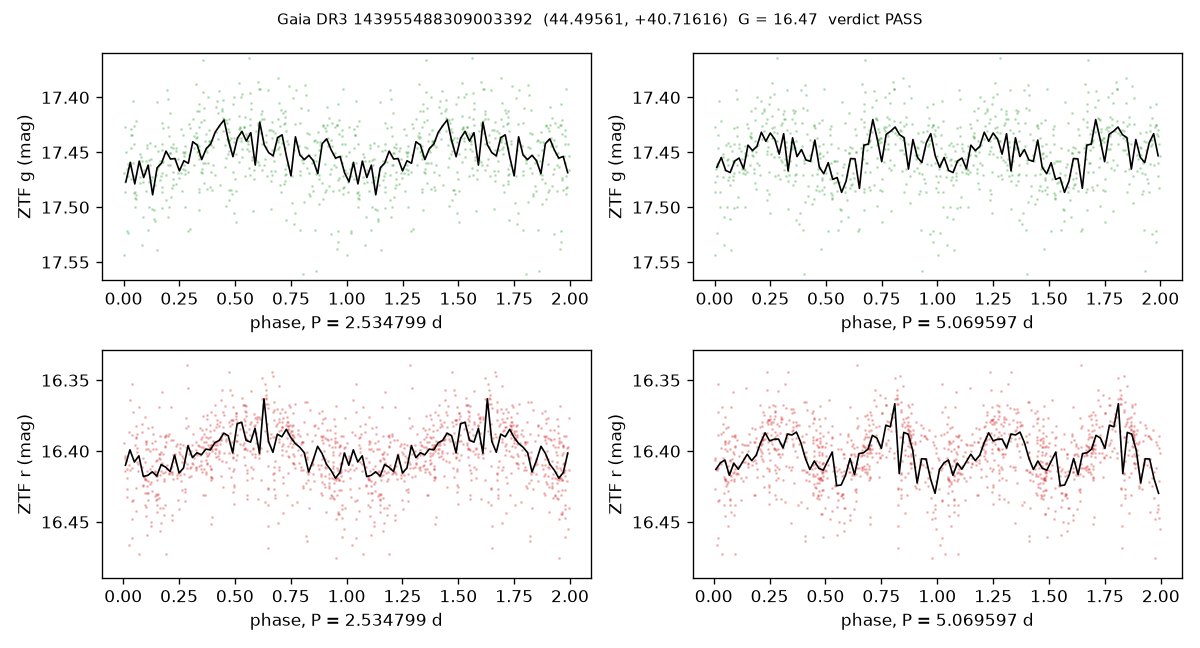 Gaia DR3 143955488309003392 (44.49561, +40.71616) G = 16.47 verdict PASS
ZTF g (mag)
17.40
17.45
17.50
17.55
0.00 0.25 0.50 0.75 1.00 1.25 1.50 1.75 2.00
phase, P = 2.534799 d
ZTF g (mag)
17.40
17.45
17.50
17.55
0.00 0.25 0.50 0.75 1.00 1.25 1.50 1.75 2.00
phase, P = 5.069597 d
ZTF r (mag)
16.35
16.40
16.45
0.00 0.25 0.50 0.75 1.00 1.25 1.50 1.75 2.00
phase, P = 2.534799 d
ZTF r (mag)
16.35
16.40
16.45
0.00 0.25 0.50 0.75 1.00 1.25 1.50 1.75 2.00
phase, P = 5.069597 d